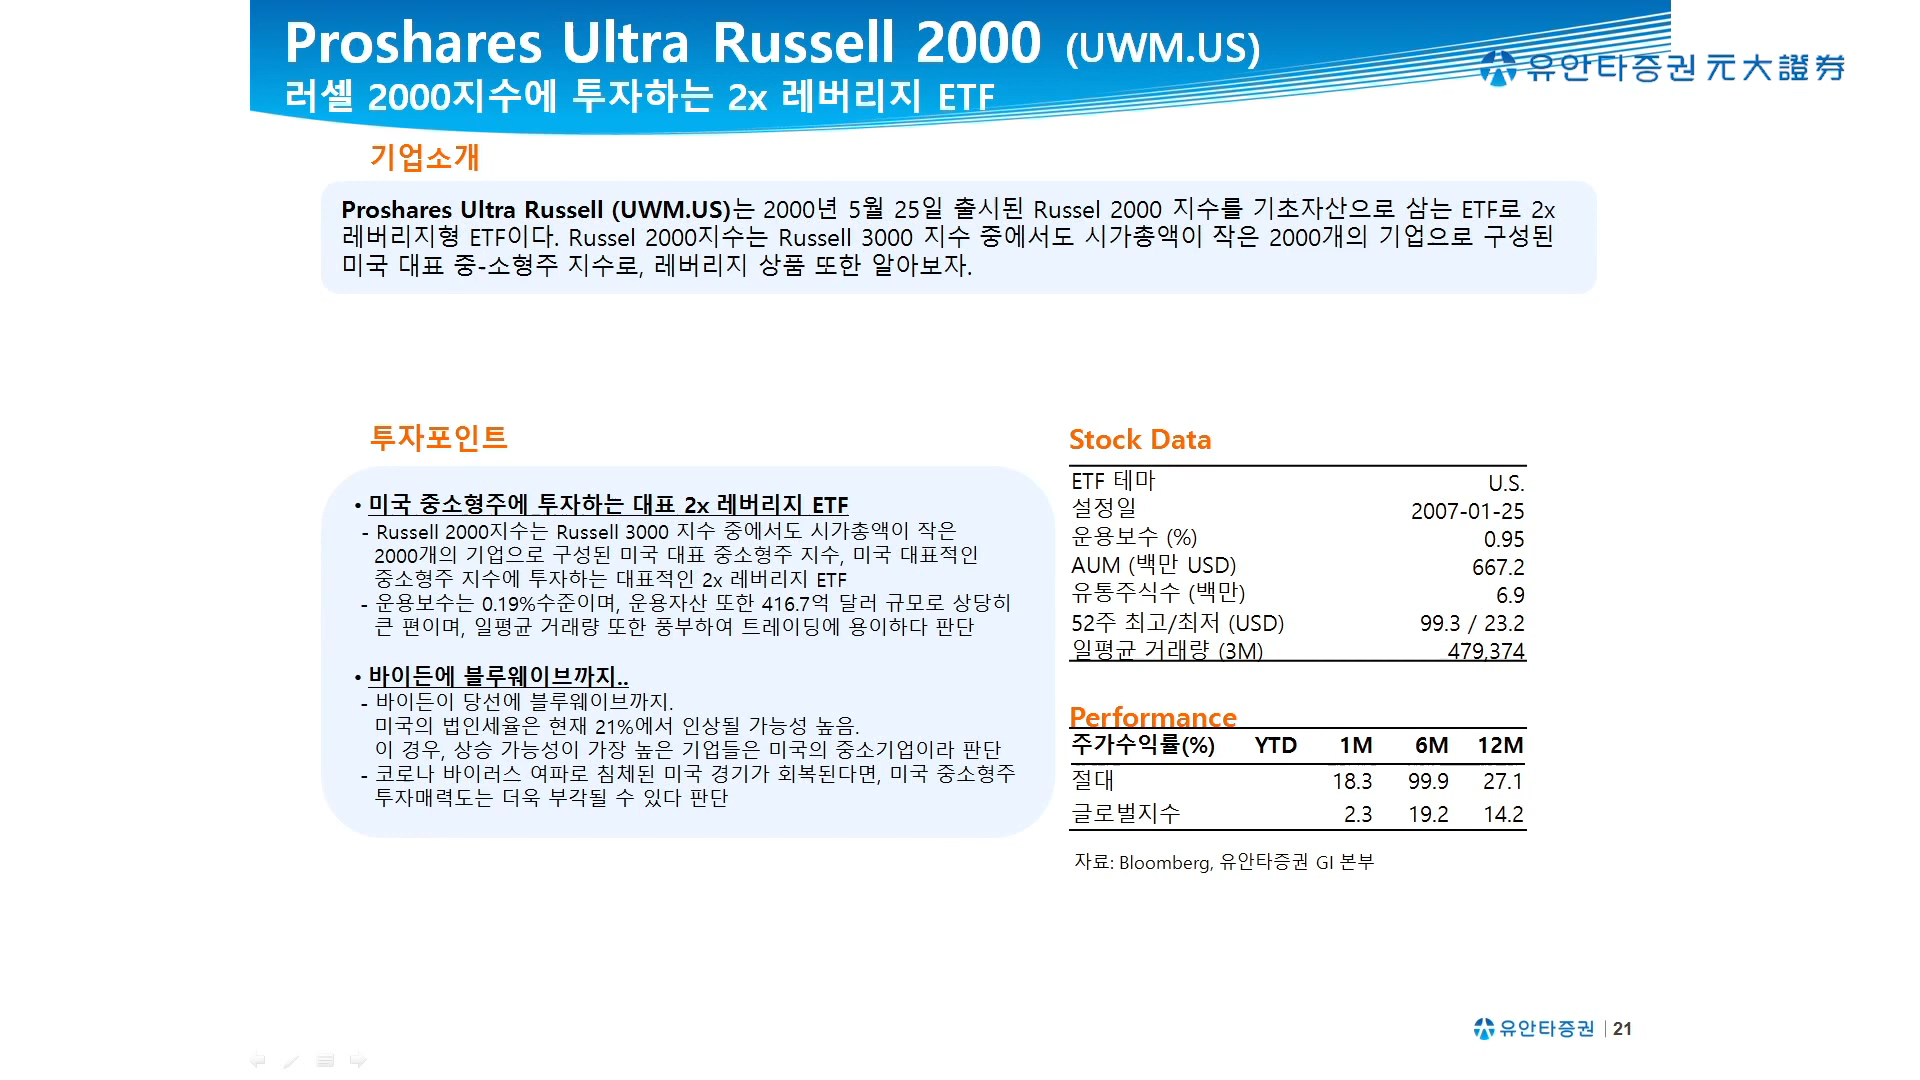 Proshares Ultra Russell 2000 (UWM.US)
러셀 2000지수에 투자하는 2x 레버리지 ETF
유안타증권 元大證券
기업소개
Proshares Ultra Russell (UWM.US)는 2000년 5월 25일 출시된 Russel 2000 지수를 기초자산으로 삼는 ETF로 2x
레버리지형 ETF이다. Russel 2000지수는 Russell 3000 지수 중에서도 시가총액이 작은 2000개의 기업으로 구성된
미국 대표 중-소형주 지수로, 레버리지 상품 또한 알아보자.
투자포인트
• 미국 중소형주에 투자하는 대표 2x 레버리지 ETF
- Russell 2000지수는 Russell 3000 지수 중에서도 시가총액이 작은
2000개의 기업으로 구성된 미국 대표 중소형주 지수, 미국 대표적인
중소형주 지수에 투자하는 대표적인 2x 레버리지 ETF
- 운용보수는 0.19%수준이며, 운용자산 또한 416.7억 달러 규모로 상당히
큰 편이며, 일평균 거래량 또한 풍부하여 트레이딩에 용이하다 판단
• 바이든에 블루웨이브까지..
- 바이든이 당선에 블루웨이브까지.
미국의 법인세율은 현재 21%에서 인상될 가능성 높음.
이 경우, 상승 가능성이 가장 높은 기업들은 미국의 중소기업이라 판단
- 코로나 바이러스 여파로 침체된 미국 경기가 회복된다면, 미국 중소형주
투자매력도는 더욱 부각될 수 있다 판단
Stock Data
ETF 테마 U.S.
설정일 2007-01-25
운용보수 (%) 0.95
AUM (백만 USD) 667.2
유통주식수 (백만) 6.9
52주 최고/최저 (USD) 99.3 / 23.2
일평균 거래량 (3M) 479,374
Performance
주가수익률(%) YTD 1M 6M 12M
절대 18.3 99.9 27.1
글로벌지수 2.3 19.2 14.2
자료: Bloomberg, 유안타증권 GI 본부
유안타증권 | 21